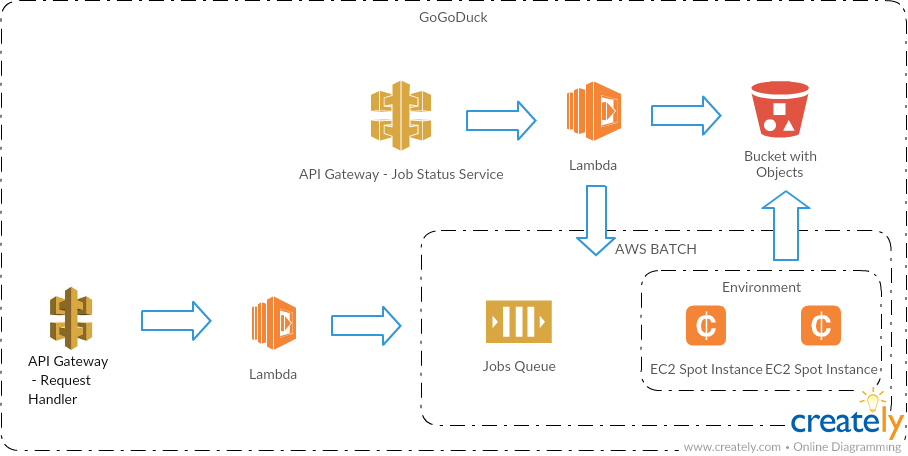 GoGoDuck
API Gateway - Job Status Service
Lambda
Bucket with
Objects
AWS BATCH
Environment
API Gateway
- Request
Handler
Lambda
Jobs Queue
EC2 Spot Instance
EC2 Spot Instance
creately
www.creately.com • Online Diagramming